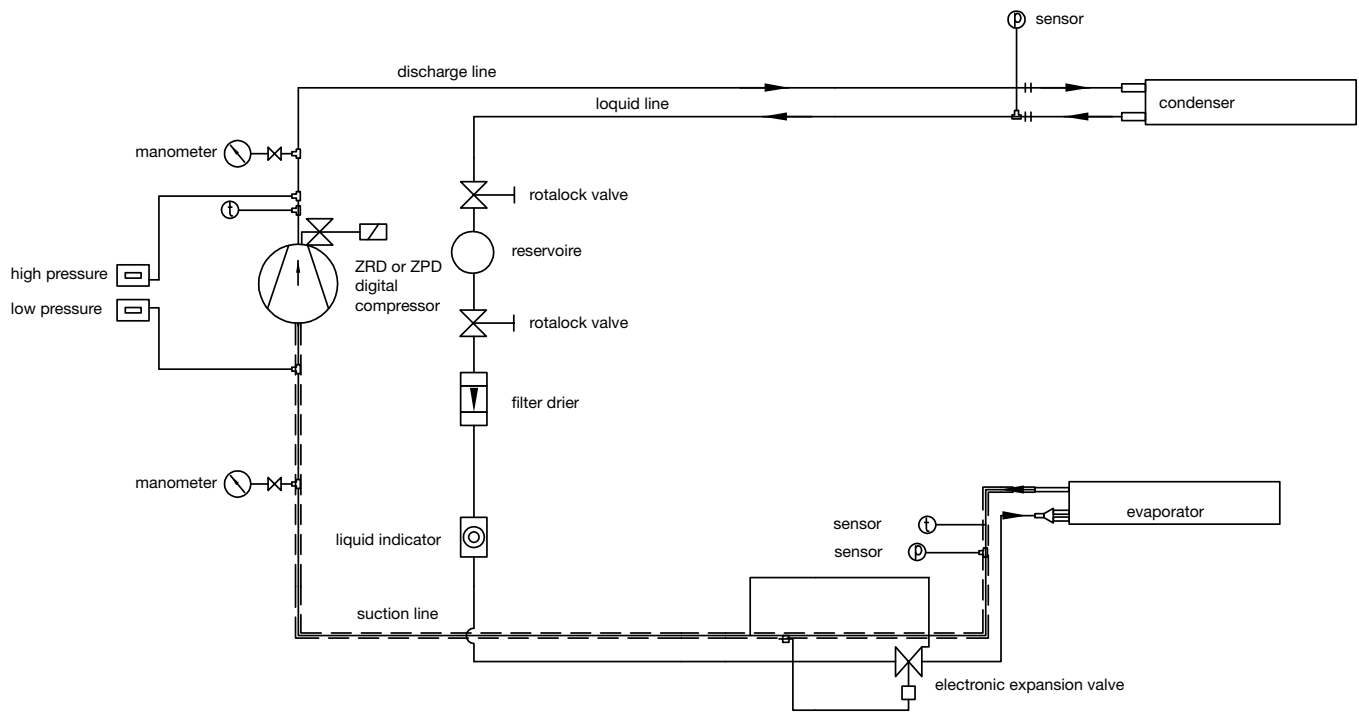 p sensor
discharge line
loquid line
condenser
manometer
rotalock valve
t
reservoire
ZRD or ZPD
digital
compressor
high pressure
low pressure
rotalock valve
filter drier
manometer
evaporator
sensor t
liquid indicator
sensor p
suction line
electronic expansion valve